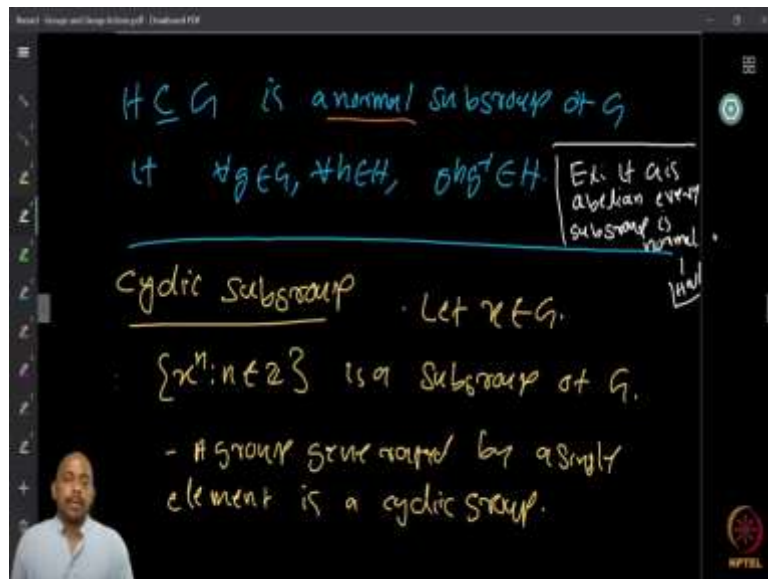 H ⊆ G is a normal subgroup of G
if ∀g∈G, ∀h∈H, ghg⁻¹∈H.
Ex: if G is
abelian every
subgroup is
normal.
Cyclic subgroup . Let x∈G.
{xⁿ : n∈Z} is a subgroup of G.
- A group generated by a single
element is a cyclic group.
NPTEL